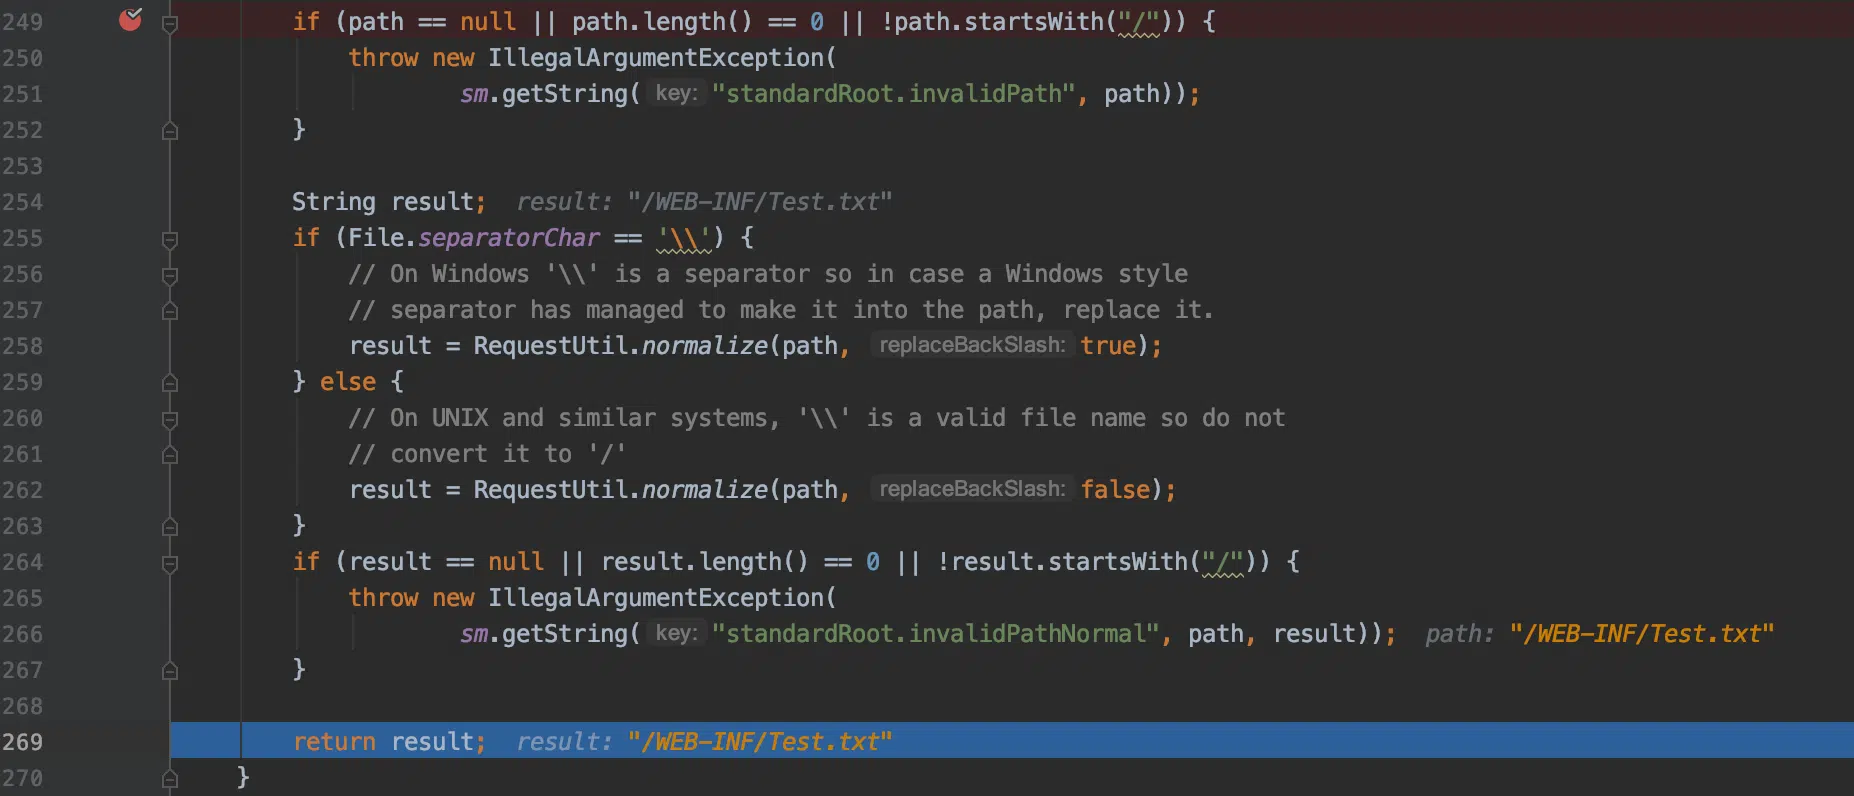 249 if (path == null || path.length() == 0 || !path.startsWith("/")) {
250 throw new IllegalArgumentException(
251 sm.getString( key: "standardRoot.invalidPath", path));
252 }
253
254 String result; result: "/WEB-INF/Test.txt"
255 if (File.separatorChar == '\\') {
256 // On Windows '\\' is a separator so in case a Windows style
257 // separator has managed to make it into the path, replace it.
258 result = RequestUtil.normalize(path, replaceBackSlash: true);
259 } else {
260 // On UNIX and similar systems, '\\' is a valid file name so do not
261 // convert it to '/'
262 result = RequestUtil.normalize(path, replaceBackSlash: false);
263 }
264 if (result == null || result.length() == 0 || !result.startsWith("/")) {
265 throw new IllegalArgumentException(
266 sm.getString( key: "standardRoot.invalidPathNormal", path, result)); path: "/WEB-INF/Test.txt"
267 }
268
269 return result; result: "/WEB-INF/Test.txt"
270 }